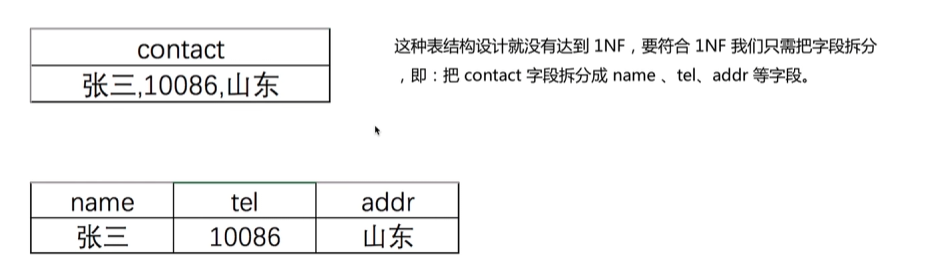 contact
张三,10086,山东
这种表结构设计就没有达到 1NF，要符合 1NF 我们只需把字段拆分
，即：把 contact 字段拆分成 name 、tel、addr 等字段。
name tel addr
张三 10086 山东